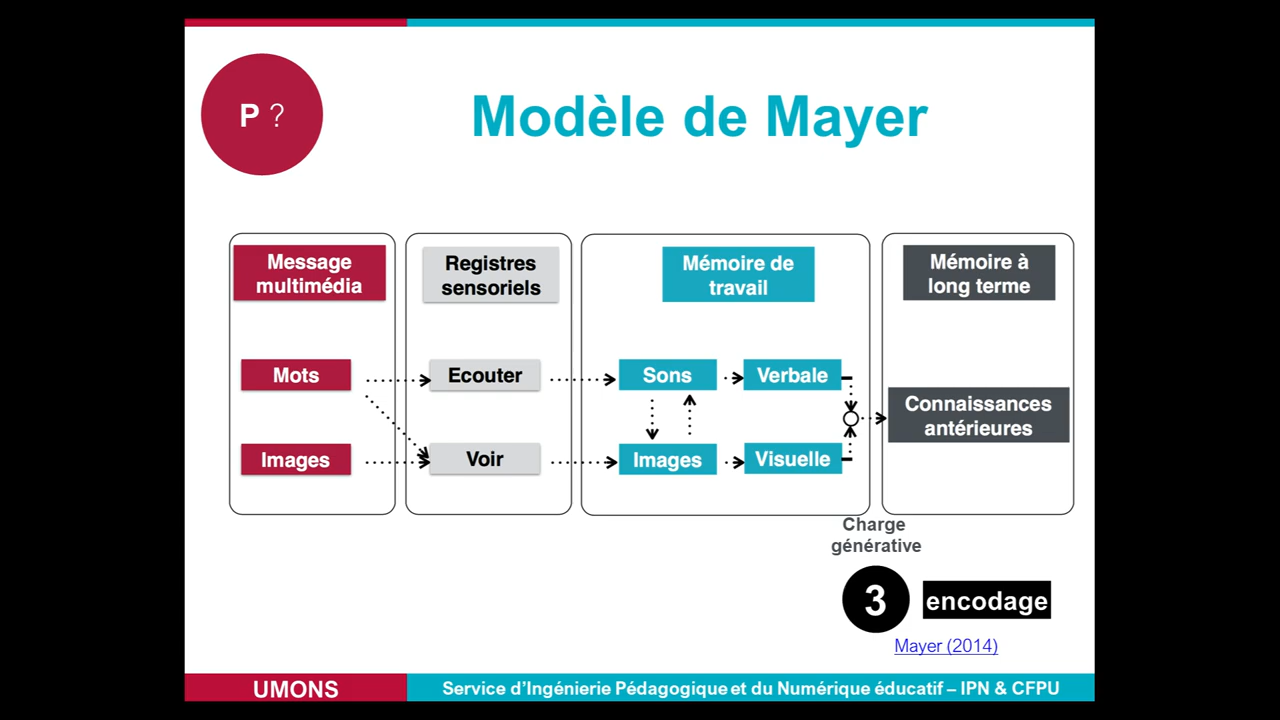 P ?
Modèle de Mayer
Message
multimédia
Registres
sensoriels
Mémoire de
travail
Mémoire à
long terme
Mots
Ecouter
Sons
Verbale
Connaissances
antérieures
Images
Voir
Images
Visuelle
Charge
générative
3
encodage
Mayer (2014)
UMONS
Service d'Ingénierie Pédagogique et du Numérique éducatif – IPN & CFPU